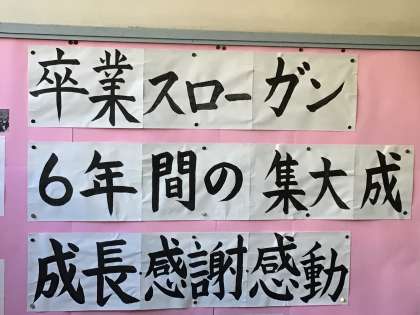 卒業スローガン
6年間の集大成
成長感謝感動